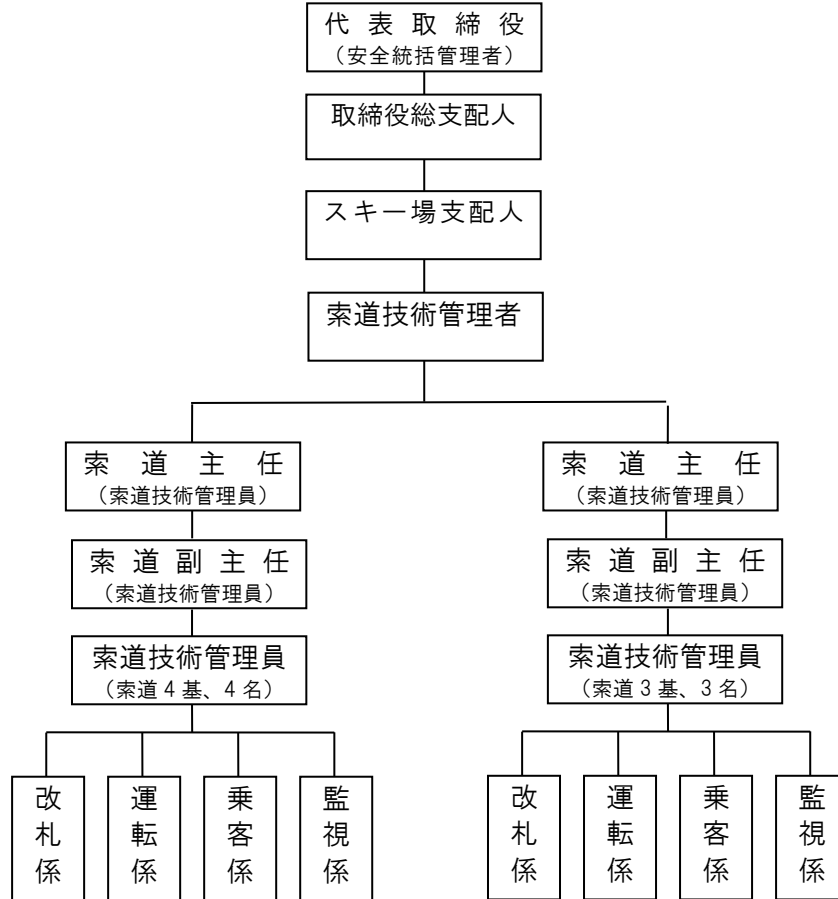 代表取締役
（安全統括管理者）
取締役総支配人
スキー場支配人
索道技術管理者
索道主任
（索道技術管理員）
索道副主任
（索道技術管理員）
索道技術管理員
（索道4基、4名）
改札係
運転係
乗客係
監視係
索道主任
（索道技術管理員）
索道副主任
（索道技術管理員）
索道技術管理員
（索道3基、3名）
改札係
運転係
乗客係
監視係